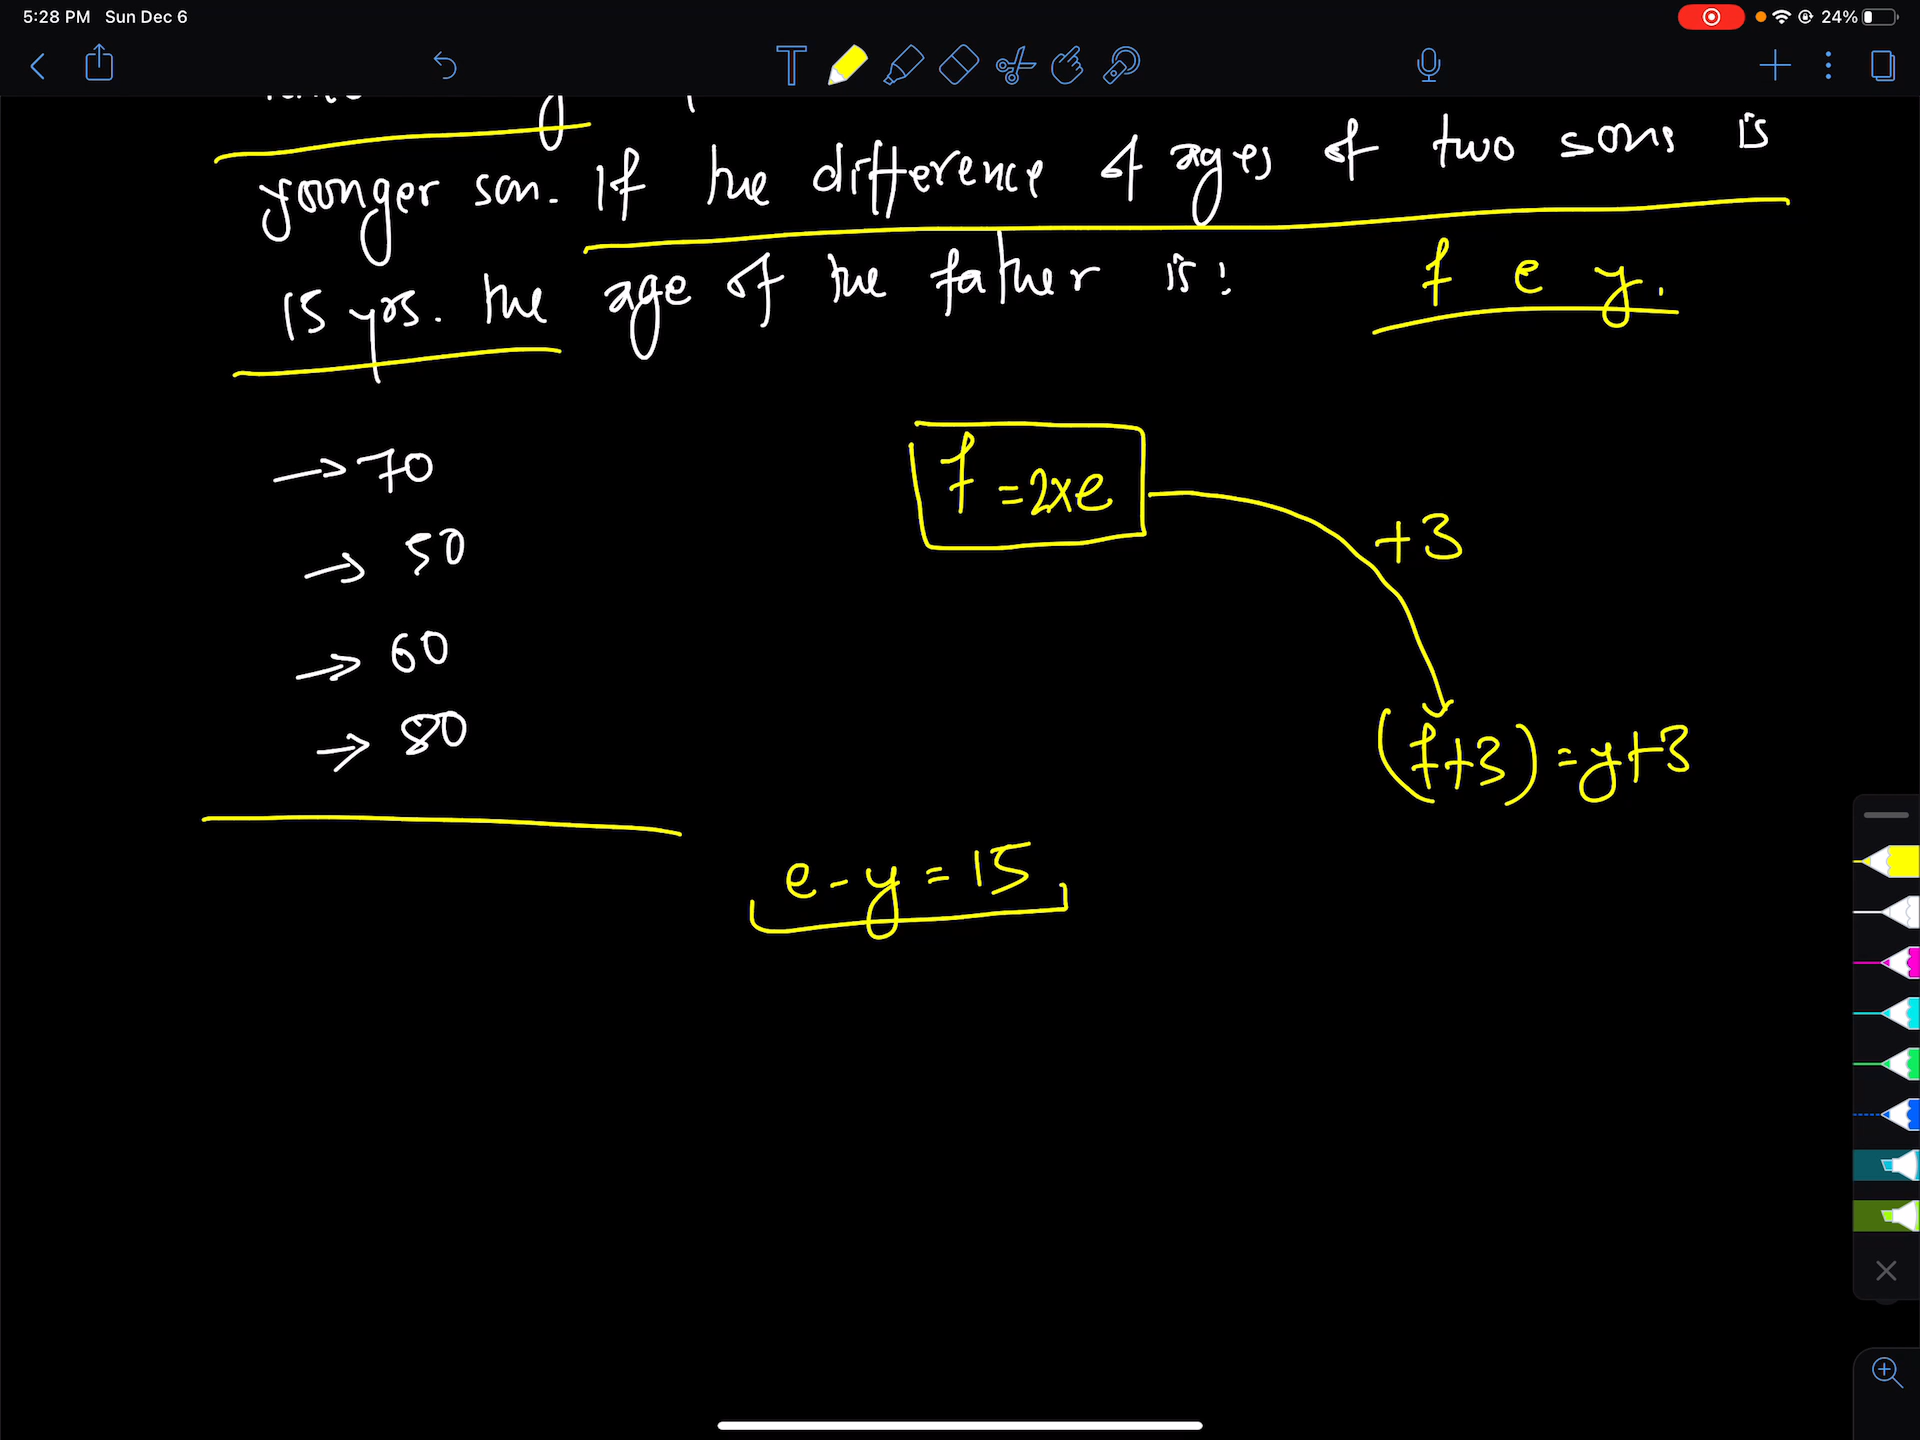 5:28 PM Sun Dec 6
24%
younger son. If the difference of ages of two sons is
15 yrs. the age of the father is!
f e y.
→ 70
f = 2xe
+3
→ 50
→ 60
→ 80
(f+3) = y+3
e - y = 15